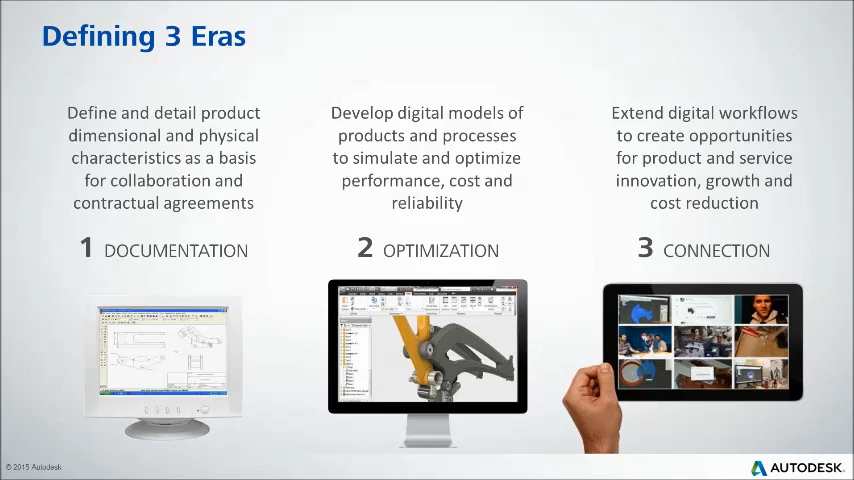 Defining 3 Eras
Define and detail product
dimensional and physical
characteristics as a basis
for collaboration and
contractual agreements
1 DOCUMENTATION
Develop digital models of
products and processes
to simulate and optimize
performance, cost and
reliability
2 OPTIMIZATION
Extend digital workflows
to create opportunities
for product and service
innovation, growth and
cost reduction
3 CONNECTION
© 2015 Autodesk
AUTODESK.